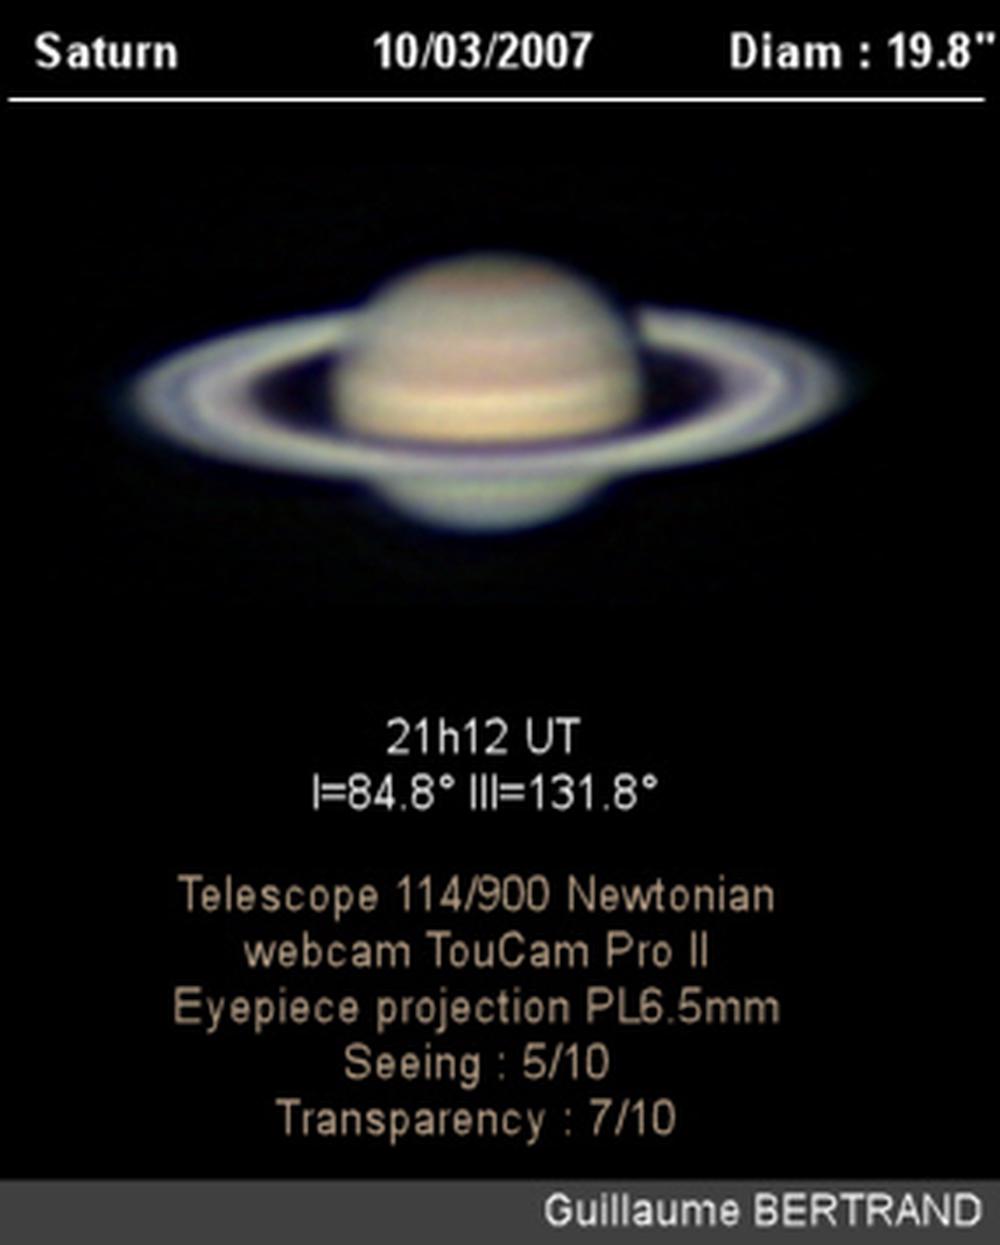 Saturn 10/03/2007 Diam : 19.8"
21h12 UT
I=84.8° III=131.8°
Telescope 114/900 Newtonian
webcam TouCam Pro II
Eyepiece projection PL6.5mm
Seeing : 5/10
Transparency : 7/10
Guillaume BERTRAND